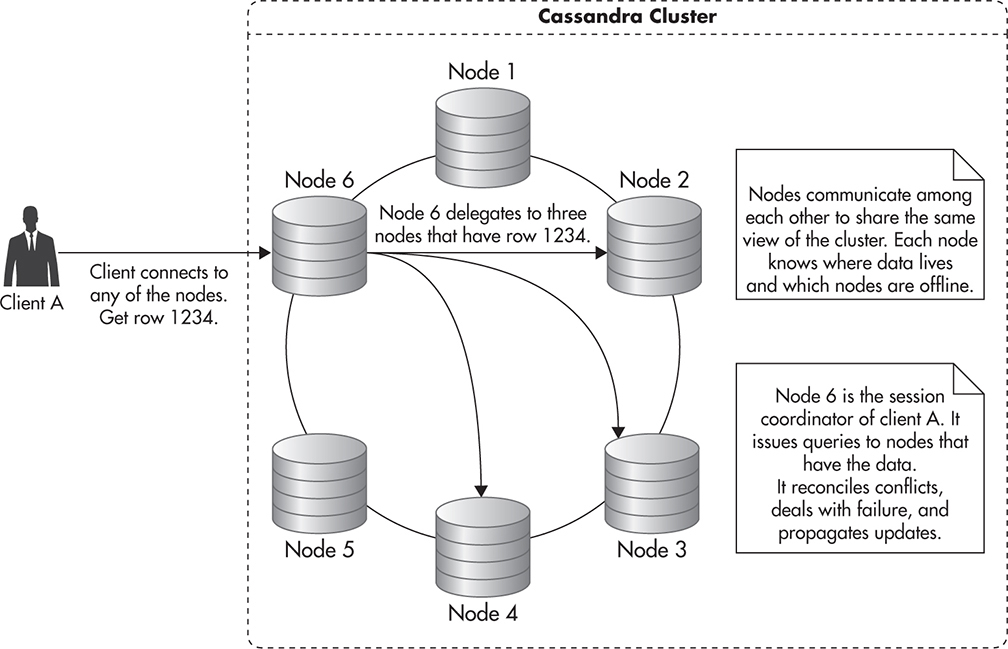 Cassandra Cluster
Node 1
Node 6
Node 2
Node 6 delegates to three
nodes that have row 1234.
Client A
Client connects to
any of the nodes.
Get row 1234.
Nodes communicate among
each other to share the same
view of the cluster. Each node
knows where data lives
and which nodes are offline.
Node 6 is the session
coordinator of client A. It
issues queries to nodes that
have the data.
It reconciles conflicts,
deals with failure, and
propagates updates.
Node 5
Node 3
Node 4